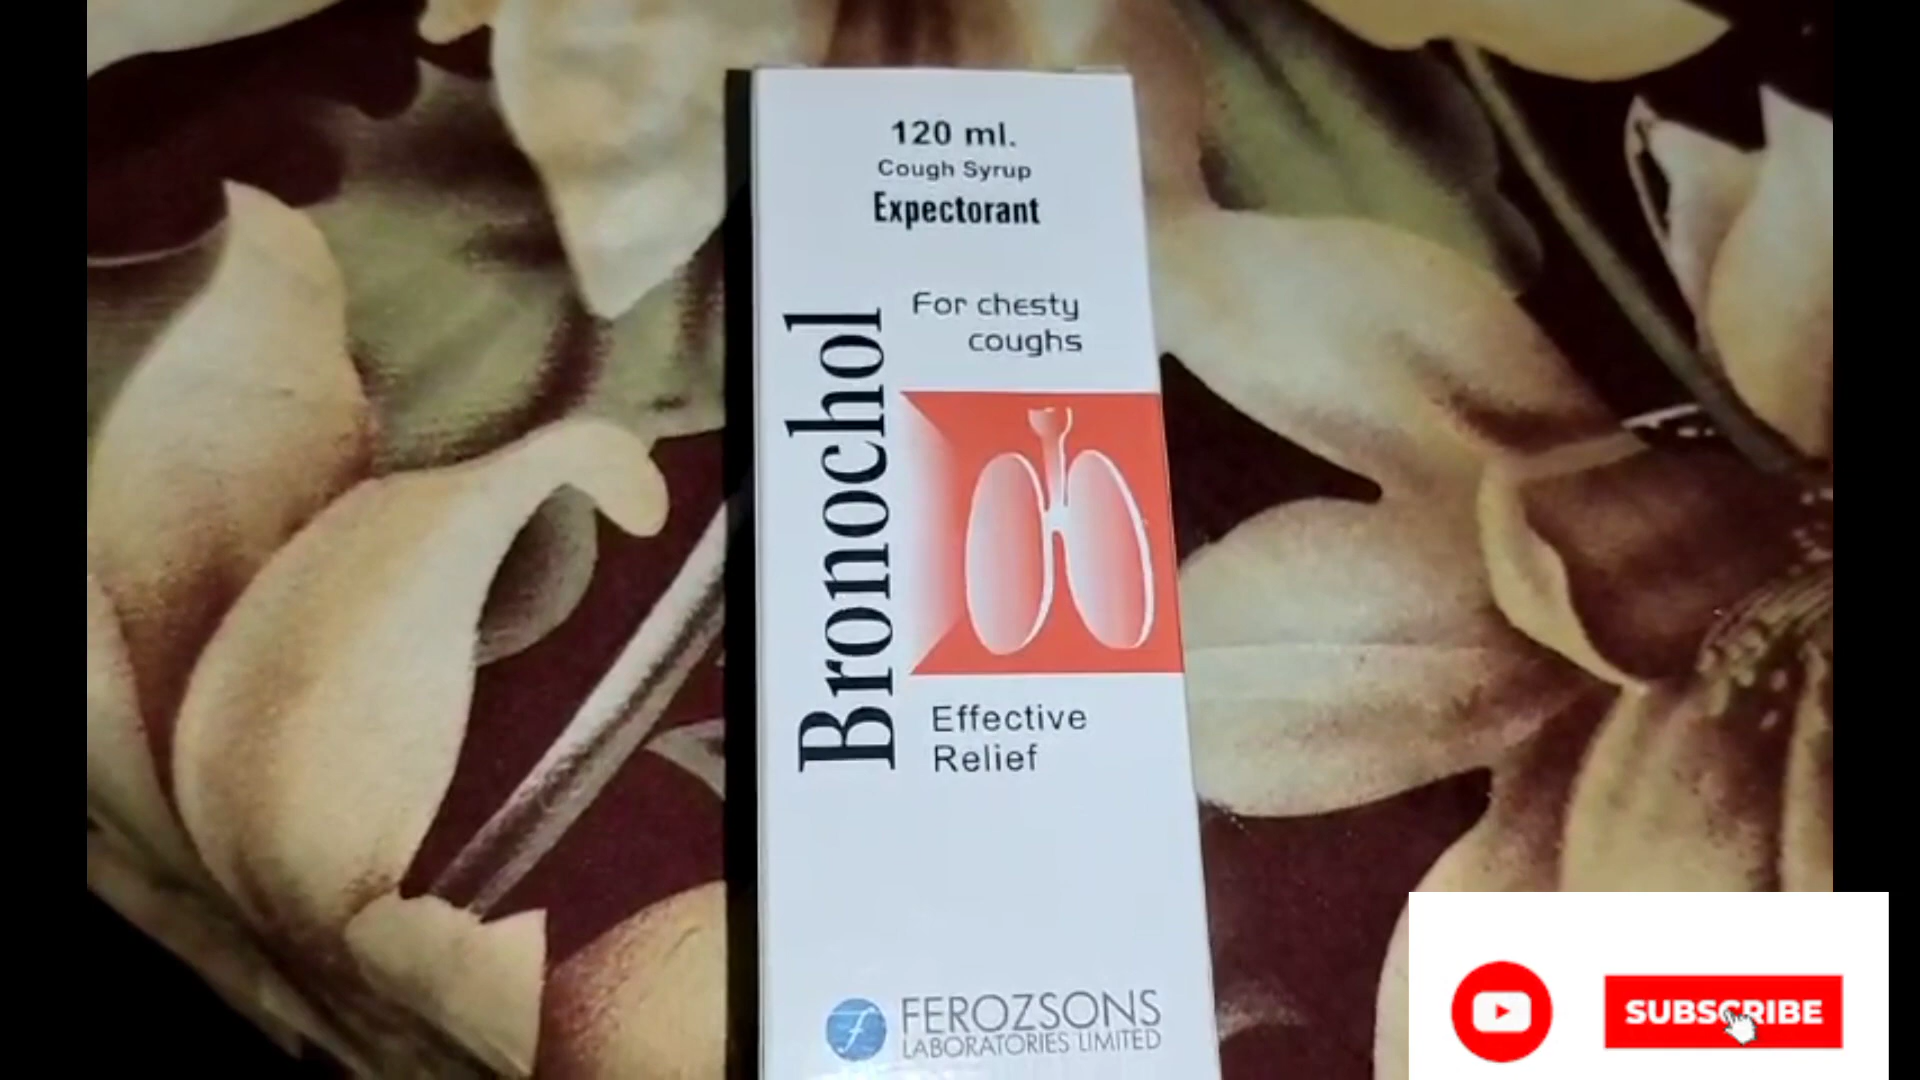 120 ml.
Cough Syrup
Expectorant
For chesty
coughs
Bronochol
Effective
Relief
FEROZSONS
LABORATORIES LIMITED
SUBSCRIBE